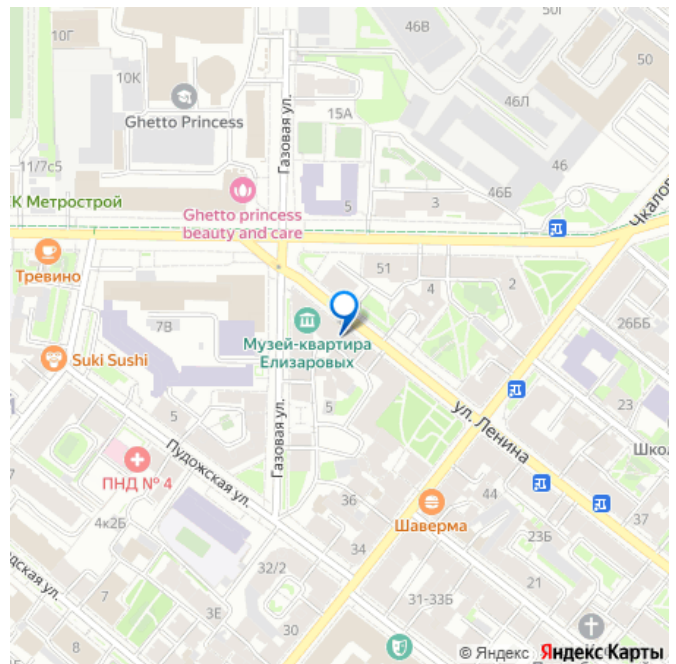 10Г
46В
50Г
50
10К
Ghetto Princess
15А
46Л
Газовая ул.
11/7с5
46
46Б
К Метрострой
Ghetto princess
beauty and care
5
3
Чкалов
Тревино
51
4
2
7В
Музей-квартира
Елизаровых
26ББ
Suki Sushi
5
5
Газовая ул.
ул. Ленина
23
Шко
Пудожская ул.
ПНД № 4
36
44
37
Шаверма
4к2Б
34
23Б
32/2
дская ул.
7
3Е
31-33Б
21
30
8
© Яндекс Яндекс Карты